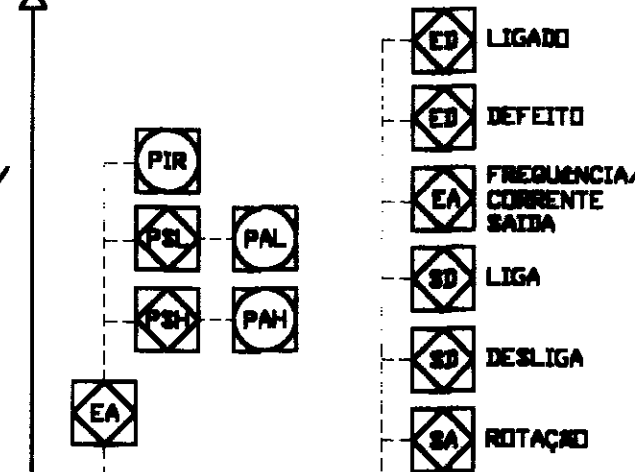 ED LIGADO
ED DEFEITO
PIR
EA FREQUÊNCIA/
CORRENTE
SAIDA
PSL PAL
SD LIGA
PSH PAH
SD DESLIGA
EA
SA ROTAÇÃO